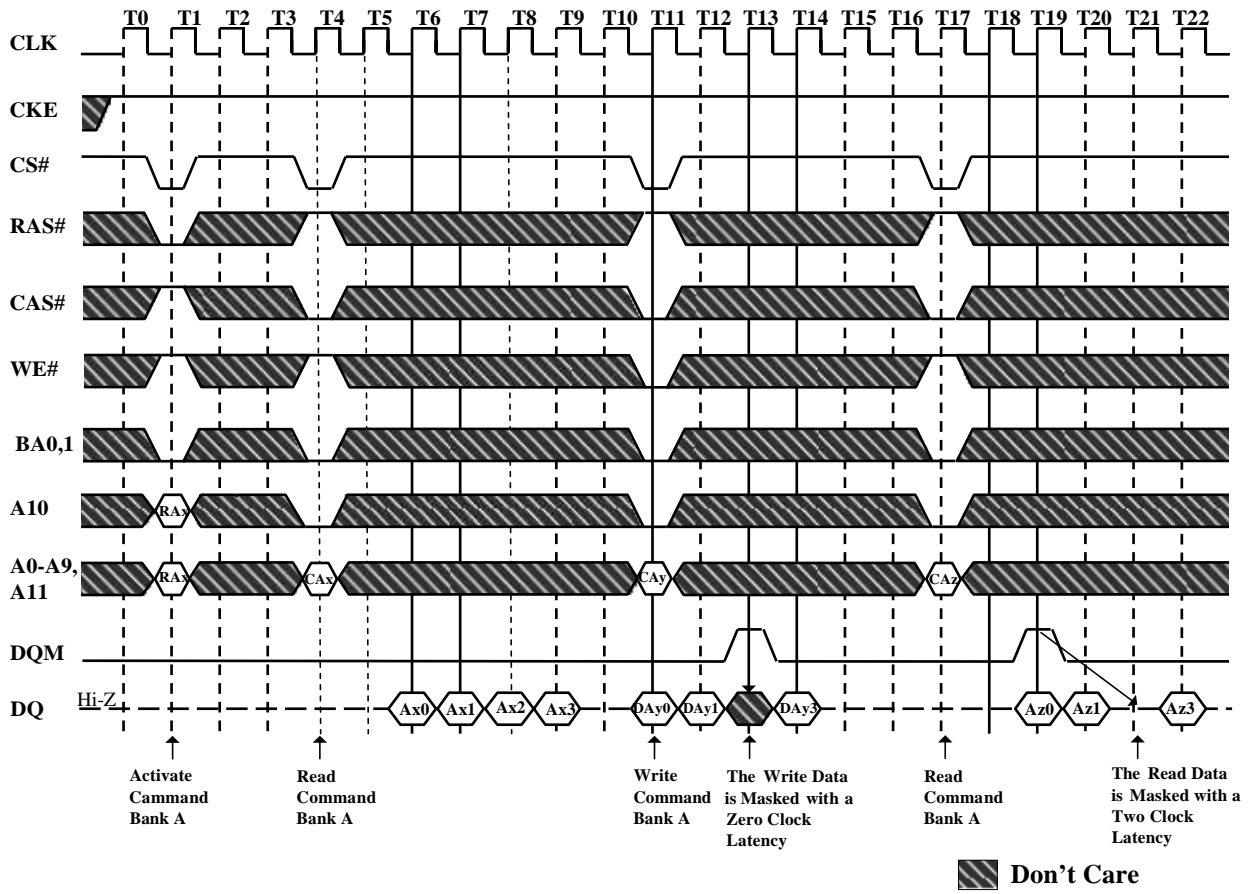 T0 T1 T2 T3 T4 T5 T6 T7 T8 T9 T10 T11 T12 T13 T14 T15 T16 T17 T18 T19 T20 T21 T22
CLK
CKE
CS#
RAS#
CAS#
WE#
BA0,1
A10
RAx
A0-A9,
A11
RAx CAx CAy CAz
DQM
DQ
Hi-Z
Ax0 Ax1 Ax2 Ax3 DAy0 DAy1 DAy3 Az0 Az1 Az3
Activate
Cammand
Bank A
Read
Command
Bank A
Write
Command
Bank A
The Write Data
is Masked with a
Zero Clock
Latency
Read
Command
Bank A
The Read Data
is Masked with a
Two Clock
Latency
Don't Care